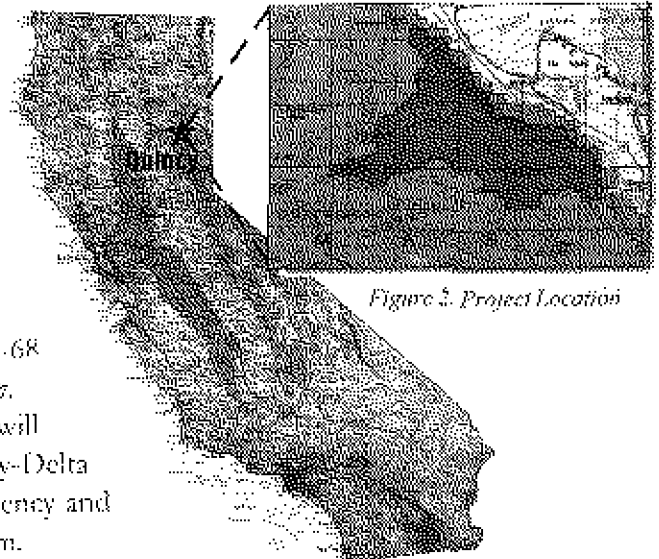 Quincy
Figure 2. Project Location
-68
will
y-Delta
ency and
m.